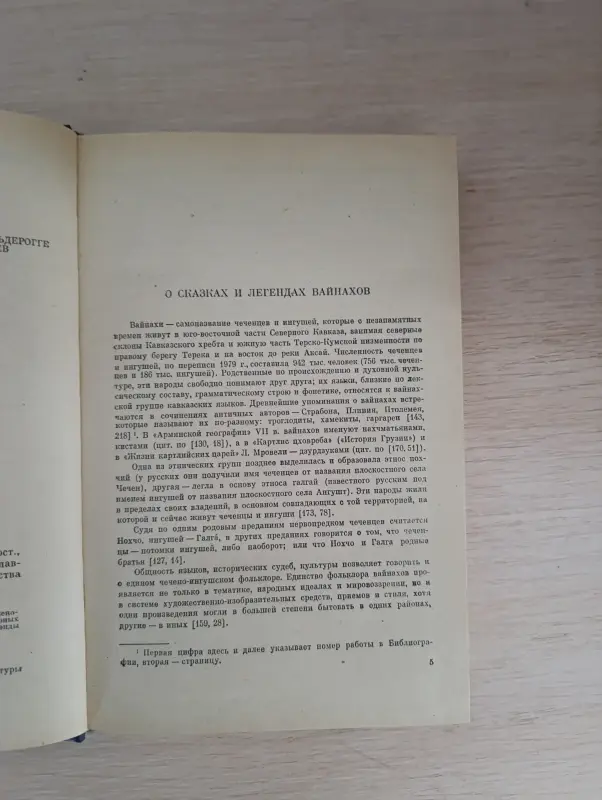 ЬДЕРОГГЕ
ЕВ
ост.,
лав-
ства
ено-
рных
енды
туры
О СКАЗКАХ И ЛЕГЕНДАХ ВАЙНАХОВ
Вайнахи — самоназвание чеченцев и ингушей, которые с незапамятных
времен живут в юго-восточной части Северного Кавказа, занимая северные
склоны Кавказского хребта и южную часть Терско-Кумской низменности по
правому берегу Терека и на восток до реки Аксай. Численность чеченцев
и ингушей, по переписи 1979 г., составила 942 тыс. человек (756 тыс. чечен-
цев и 186 тыс. ингушей). Родственные по происхождению и духовной куль-
туре, эти народы свободно понимают друг друга; их языки, близкие по лек-
сическому составу, грамматическому строю и фонетике, относятся к вайнах-
ской группе кавказских языков. Древнейшие упоминания о вайнахах встре-
чаются в сочинениях античных авторов — Страбона, Плиния, Птолемея,
которые называют их по-разному: троглодиты, хамекиты, гаргареи [143,
218] ¹. В «Армянской географии» VII в. вайнахов именуют нохчматькнами,
кистами (цит. по [130, 18]), а в «Картлис цховреба» («История Грузии») и
в «Жизни картлийских царей» Л. Мровели — дзурдзуками (цит. по [170, 51]).
Одна из этнических групп позднее выделилась и образовала этнос нох-
чий (у русских они получили имя чеченцев от названия плоскостного села
Чечен), другая — легла в основу этноса галгай (известного русским под
именем ингушей от названия плоскостного села Ангушт). Эти народы жили
в пределах своих владений, в основном совпадающих с той территорией, на
которой и сейчас живут чеченцы и ингуши [173, 78].
Судя по одним родовым преданиям первопредком чеченцев считается
Нохчо, ингушей — Галга, в других преданиях говорится о том, что чечен-
цы — потомки ингушей, либо наоборот; или что Нохчо и Галга родные
братья [127, 44].
Общность языков, исторических судеб, культуры позволяет говорить и
о едином чечено-ингушском фольклоре. Единство фольклора вайнахов про-
является не только в тематике, народных идеалах и мировоззрении, но и
в системе художественно-изобразительных средств, приемов и стиле, хотя
одни произведения могли в большей степени бытовать в одних районах,
другие — в иных [159, 28].
¹ Первая цифра здесь и далее указывает номер работы в Библиогра-
фии, вторая — страницу.
5